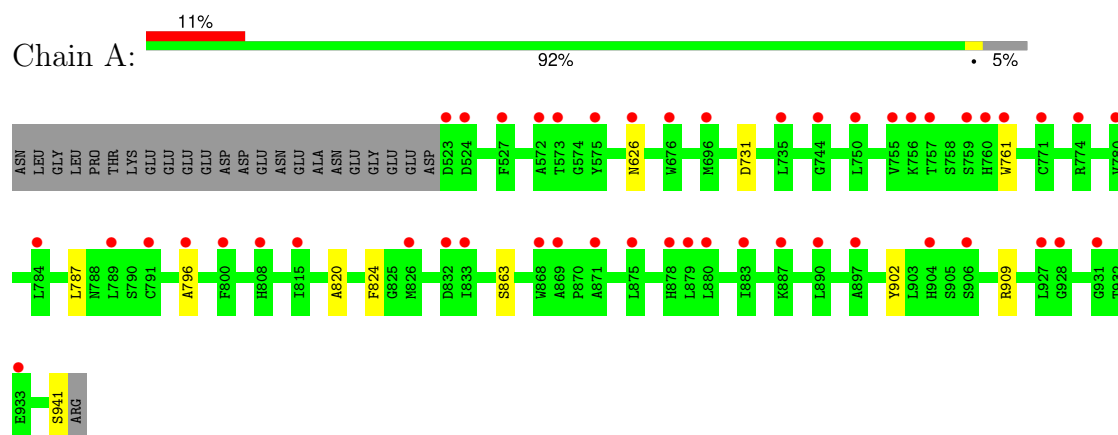 11%
Chain A:
92%
• 5%
ASN LEU GLY LEU PRO THR LYS GLU GLU GLU GLU ASP ASP GLU ASN GLU ALA ASN GLU GLY GLU GLU ASP D523 D524 F527 A572 T573 G574 Y575 N626 W676 M696 D731 L735 G744 L750 V755 K756 T757 S758 S759 H760 W761 C771 R774 V780
L784 L787 N788 L789 S790 C791 A796 F800 H808 I815 A820 F824 G825 M826 D832 I833 S863 W868 A869 P870 A871 L875 H878 L879 L880 I883 K887 L890 A897 Y902 L903 H904 S905 S906 R909 L927 G928 G931 T932
E933 S941 ARG